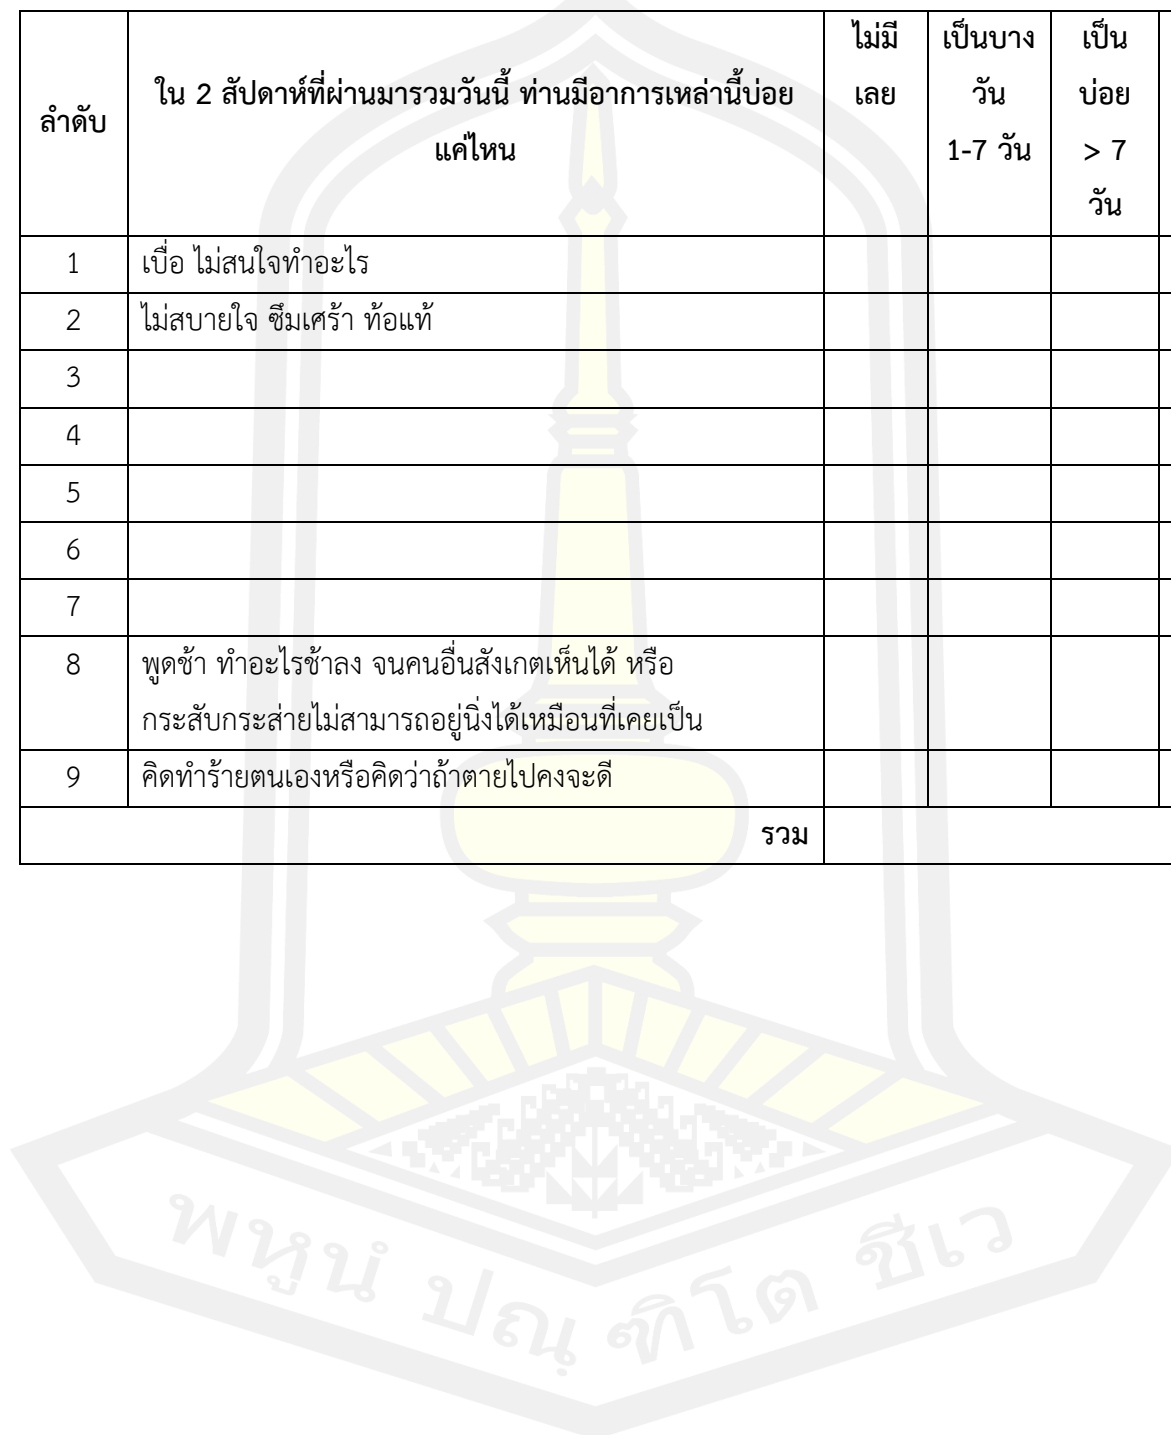 ลำดับ
ใน 2 สัปดาห์ที่ผ่านมารวมวันนี้ ท่านมีอาการเหล่านี้บ่อย
แค่ไหน
ไม่มี
เลย
เป็นบาง
วัน
1-7 วัน
เป็น
บ่อย
> 7
วัน
1 เบื่อ ไม่สนใจทำอะไร
2 ไม่สบายใจ ซึมเศร้า ท้อแท้
3
4
5
6
7
8 พูดช้า ทำอะไรช้าลง จนคนอื่นสังเกตเห็นได้ หรือ
กระสับกระส่ายไม่สามารถอยู่นิ่งได้เหมือนที่เคยเป็น
9 คิดทำร้ายตนเองหรือคิดว่าถ้าตายไปคงจะดี
รวม
พหูนํ ปณฺฑิโต ชีเว